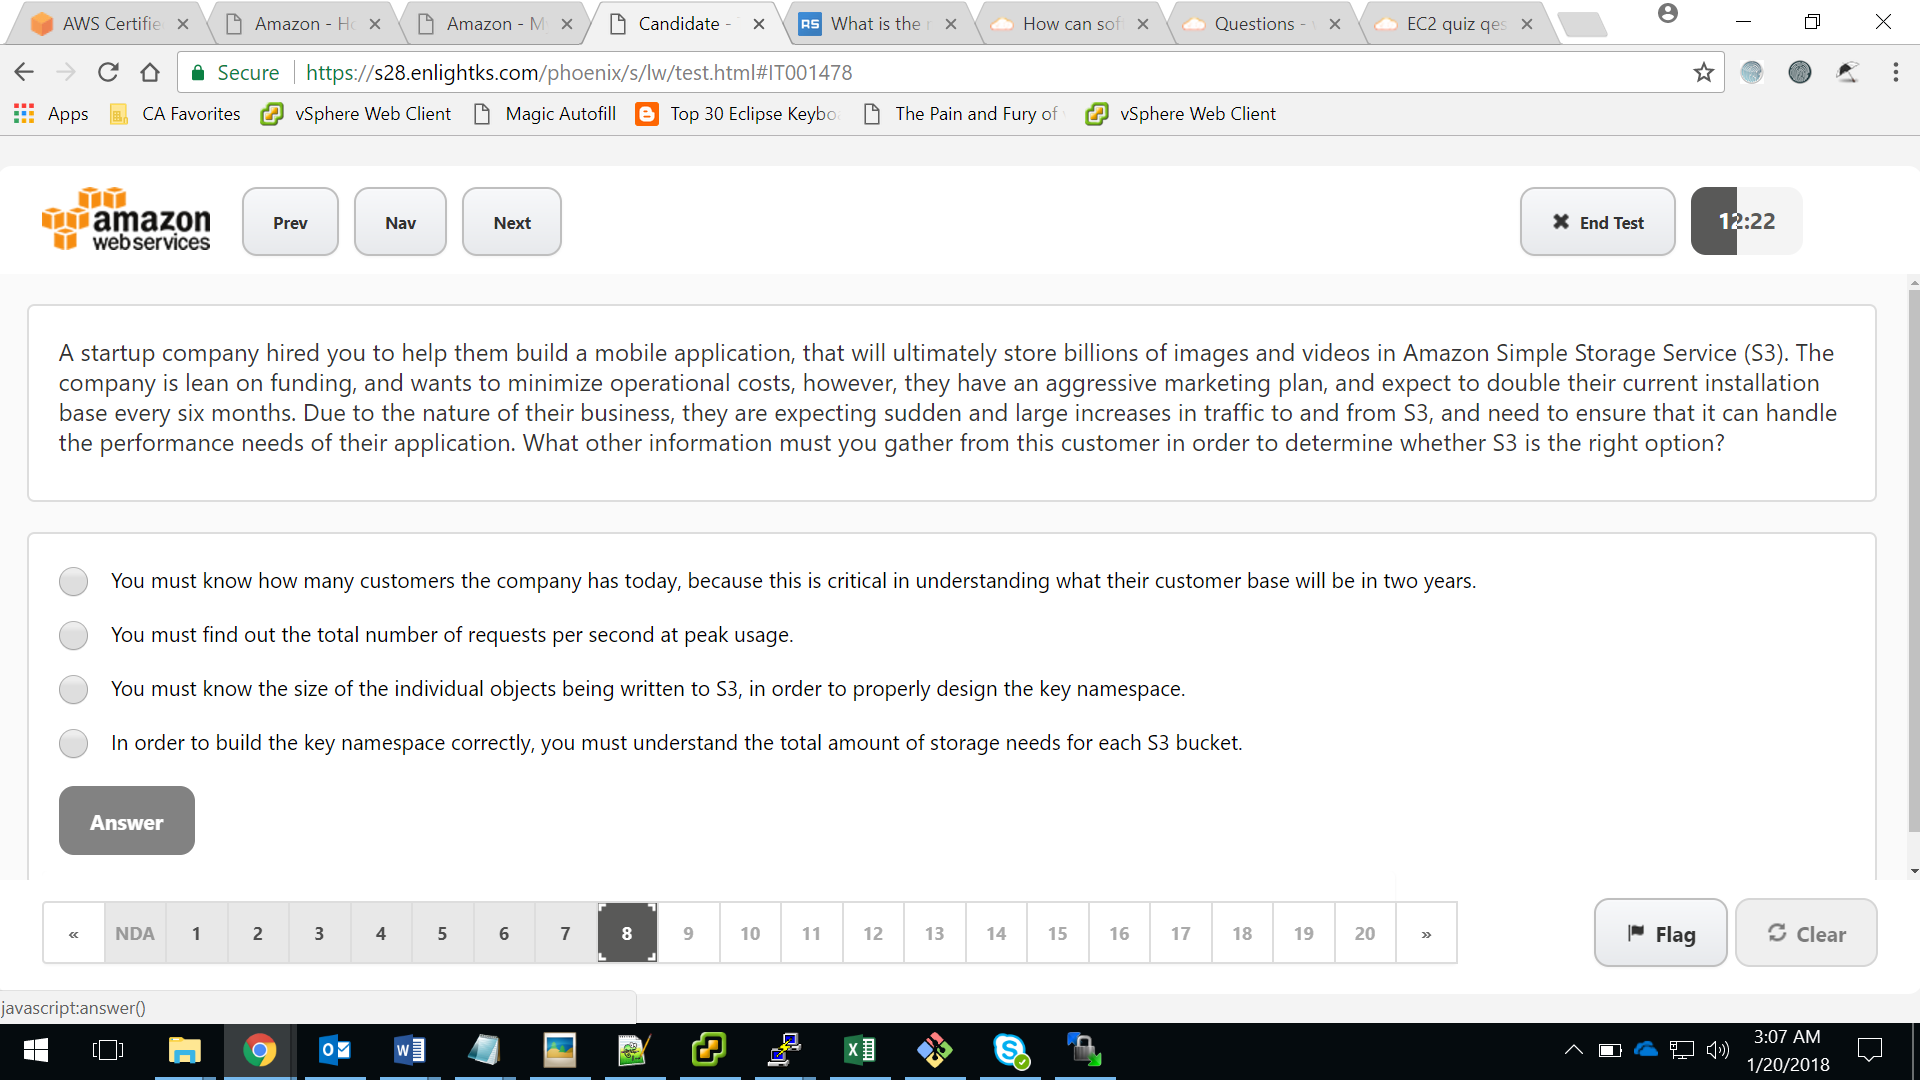 AWS Certifie
Amazon - Ho
Amazon - M
Candidate -
What is the
How can sof
Questions -
EC2 quiz qes
Secure
https://s28.enlightks.com/phoenix/s/lw/test.html#IT001478
Apps
CA Favorites
vSphere Web Client
Magic Autofill
Top 30 Eclipse Keybo
The Pain and Fury of
vSphere Web Client
amazon
webservices
Prev
Nav
Next
End Test
12:22
A startup company hired you to help them build a mobile application, that will ultimately store billions of images and videos in Amazon Simple Storage Service (S3). The
company is lean on funding, and wants to minimize operational costs, however, they have an aggressive marketing plan, and expect to double their current installation
base every six months. Due to the nature of their business, they are expecting sudden and large increases in traffic to and from S3, and need to ensure that it can handle
the performance needs of their application. What other information must you gather from this customer in order to determine whether S3 is the right option?
You must know how many customers the company has today, because this is critical in understanding what their customer base will be in two years.
You must find out the total number of requests per second at peak usage.
You must know the size of the individual objects being written to S3, in order to properly design the key namespace.
In order to build the key namespace correctly, you must understand the total amount of storage needs for each S3 bucket.
Answer
« NDA 1 2 3 4 5 6 7 8 9 10 11 12 13 14 15 16 17 18 19 20 »
Flag
Clear
javascript:answer()
3:07 AM
1/20/2018